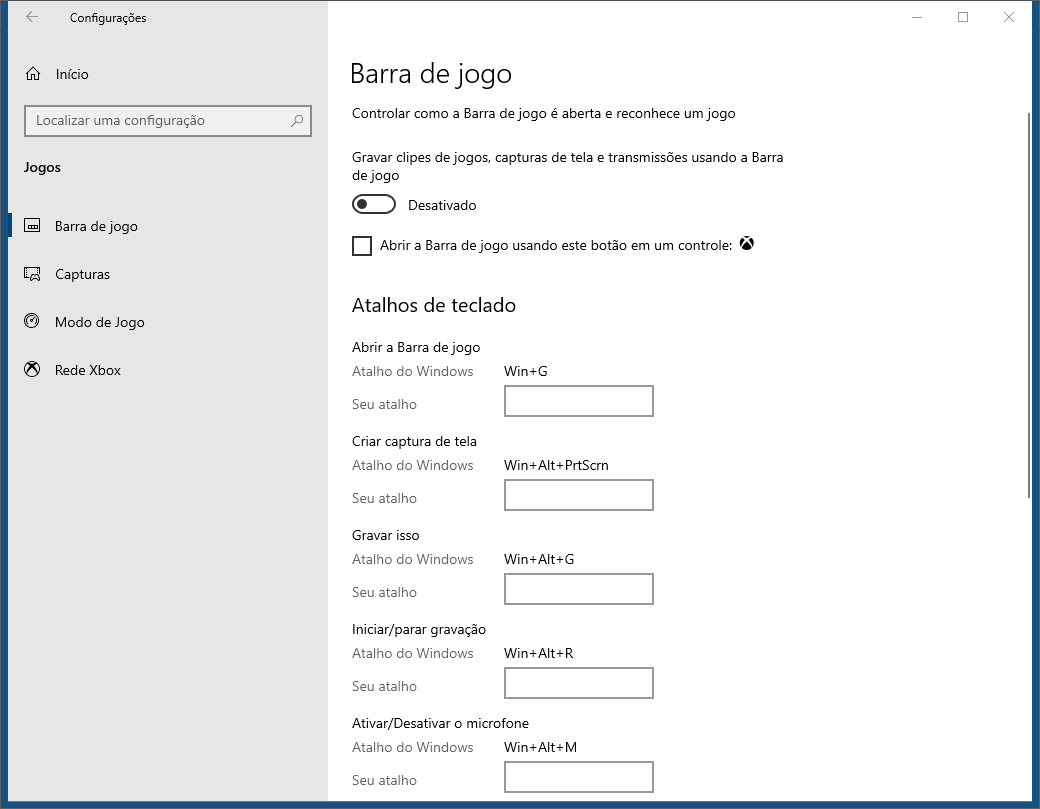 Configurações
Início
Localizar uma configuração
Jogos
Barra de jogo
Capturas
Modo de Jogo
Rede Xbox
Barra de jogo
Controlar como a Barra de jogo é aberta e reconhece um jogo
Gravar clipes de jogos, capturas de tela e transmissões usando a Barra
de jogo
Desativado
Abrir a Barra de jogo usando este botão em um controle:
Atalhos de teclado
Abrir a Barra de jogo
Atalho do Windows Win+G
Seu atalho
Criar captura de tela
Atalho do Windows Win+Alt+PrtScrn
Seu atalho
Gravar isso
Atalho do Windows Win+Alt+G
Seu atalho
Iniciar/parar gravação
Atalho do Windows Win+Alt+R
Seu atalho
Ativar/Desativar o microfone
Atalho do Windows Win+Alt+M
Seu atalho